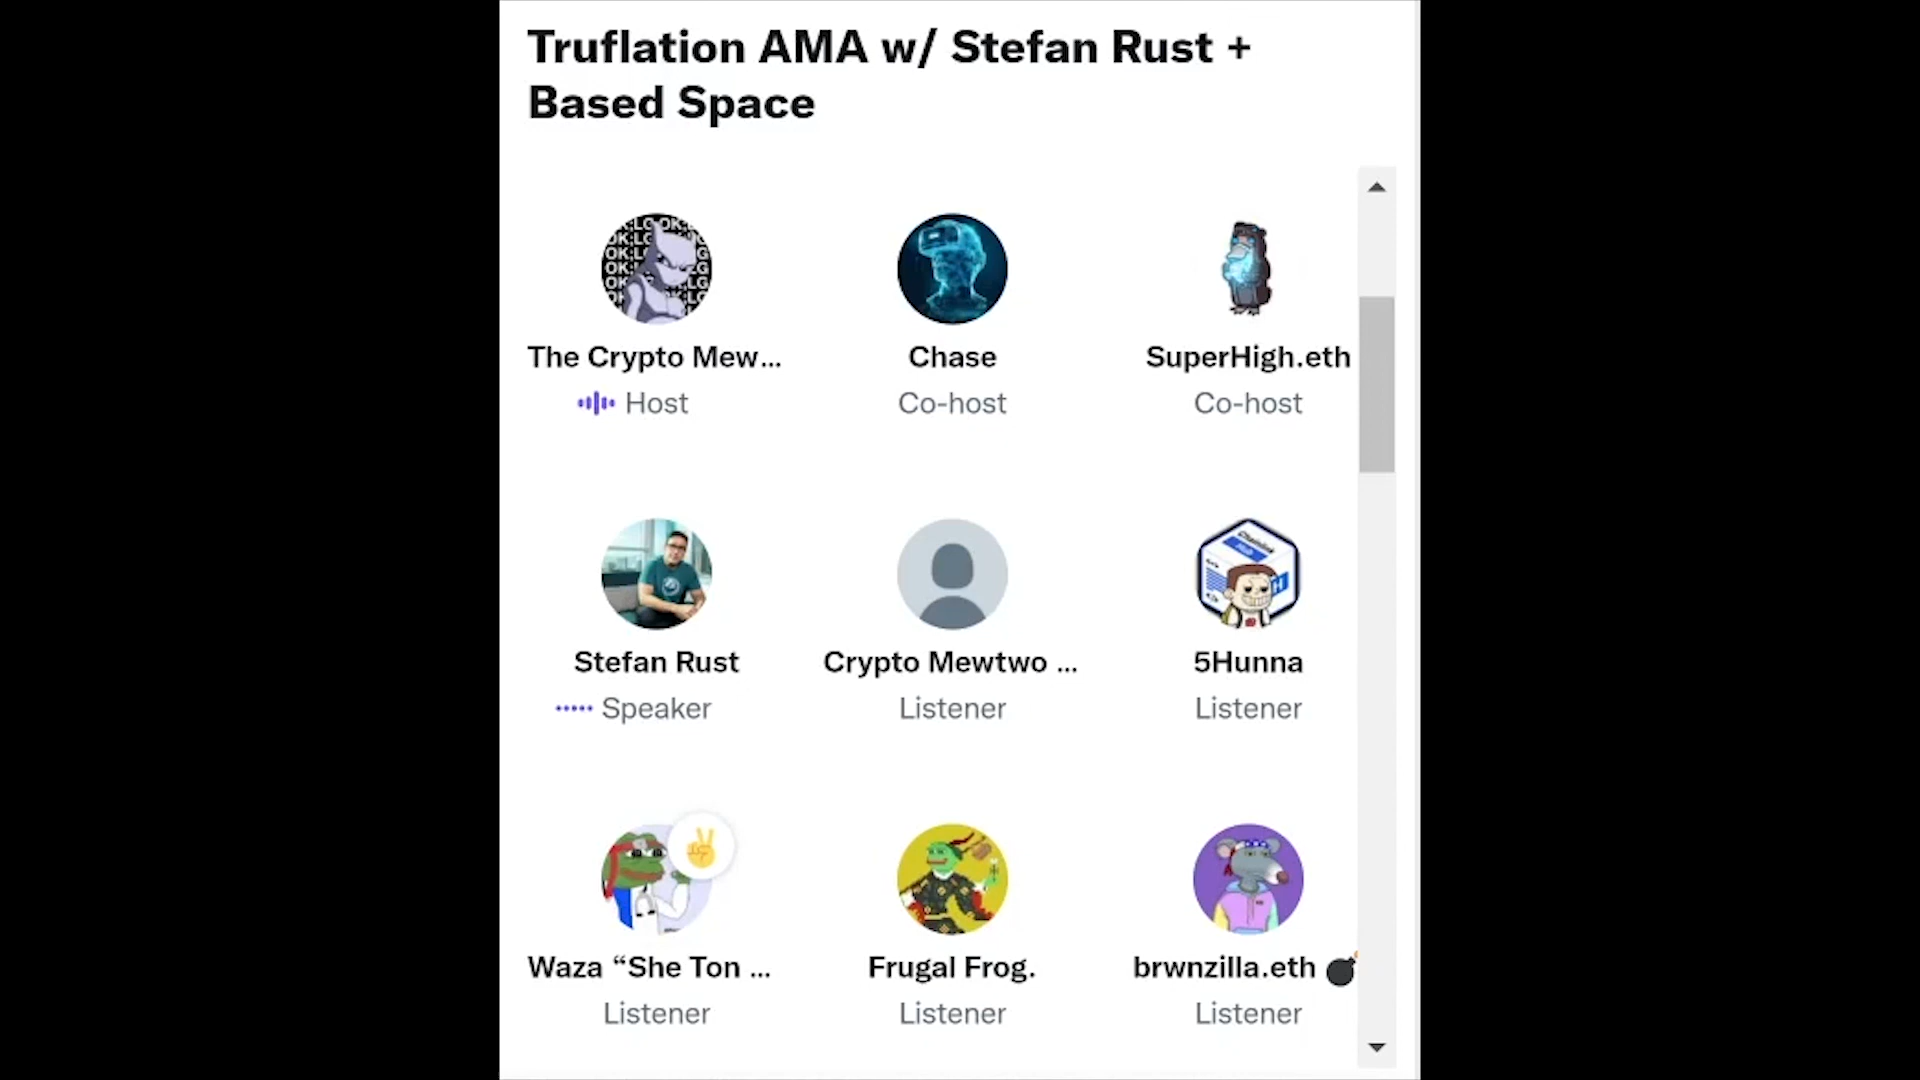 Truflation AMA w/ Stefan Rust +
Based Space
The Crypto Mew...
Host
Chase
Co-host
SuperHigh.eth
Co-host
Stefan Rust
Speaker
Crypto Mewtwo ...
Listener
5Hunna
Listener
Waza “She Ton ...
Listener
Frugal Frog.
Listener
brwnzilla.eth
Listener